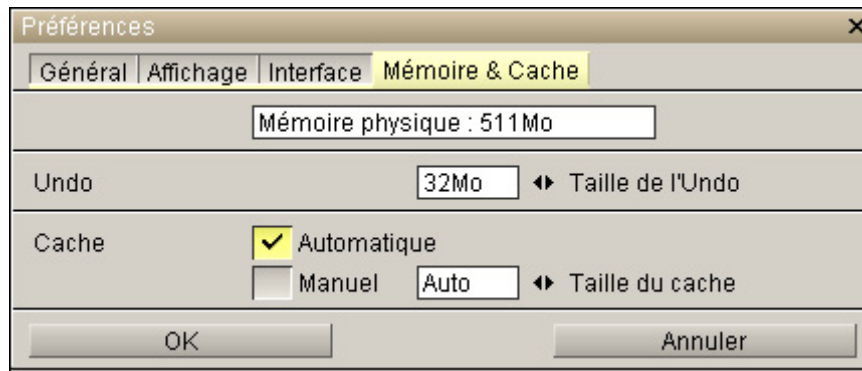 Préférences
Général Affichage Interface Mémoire & Cache
Mémoire physique : 511Mo
Undo 32Mo Taille de l'Undo
Cache Automatique
Manuel Auto Taille du cache
OK Annuler